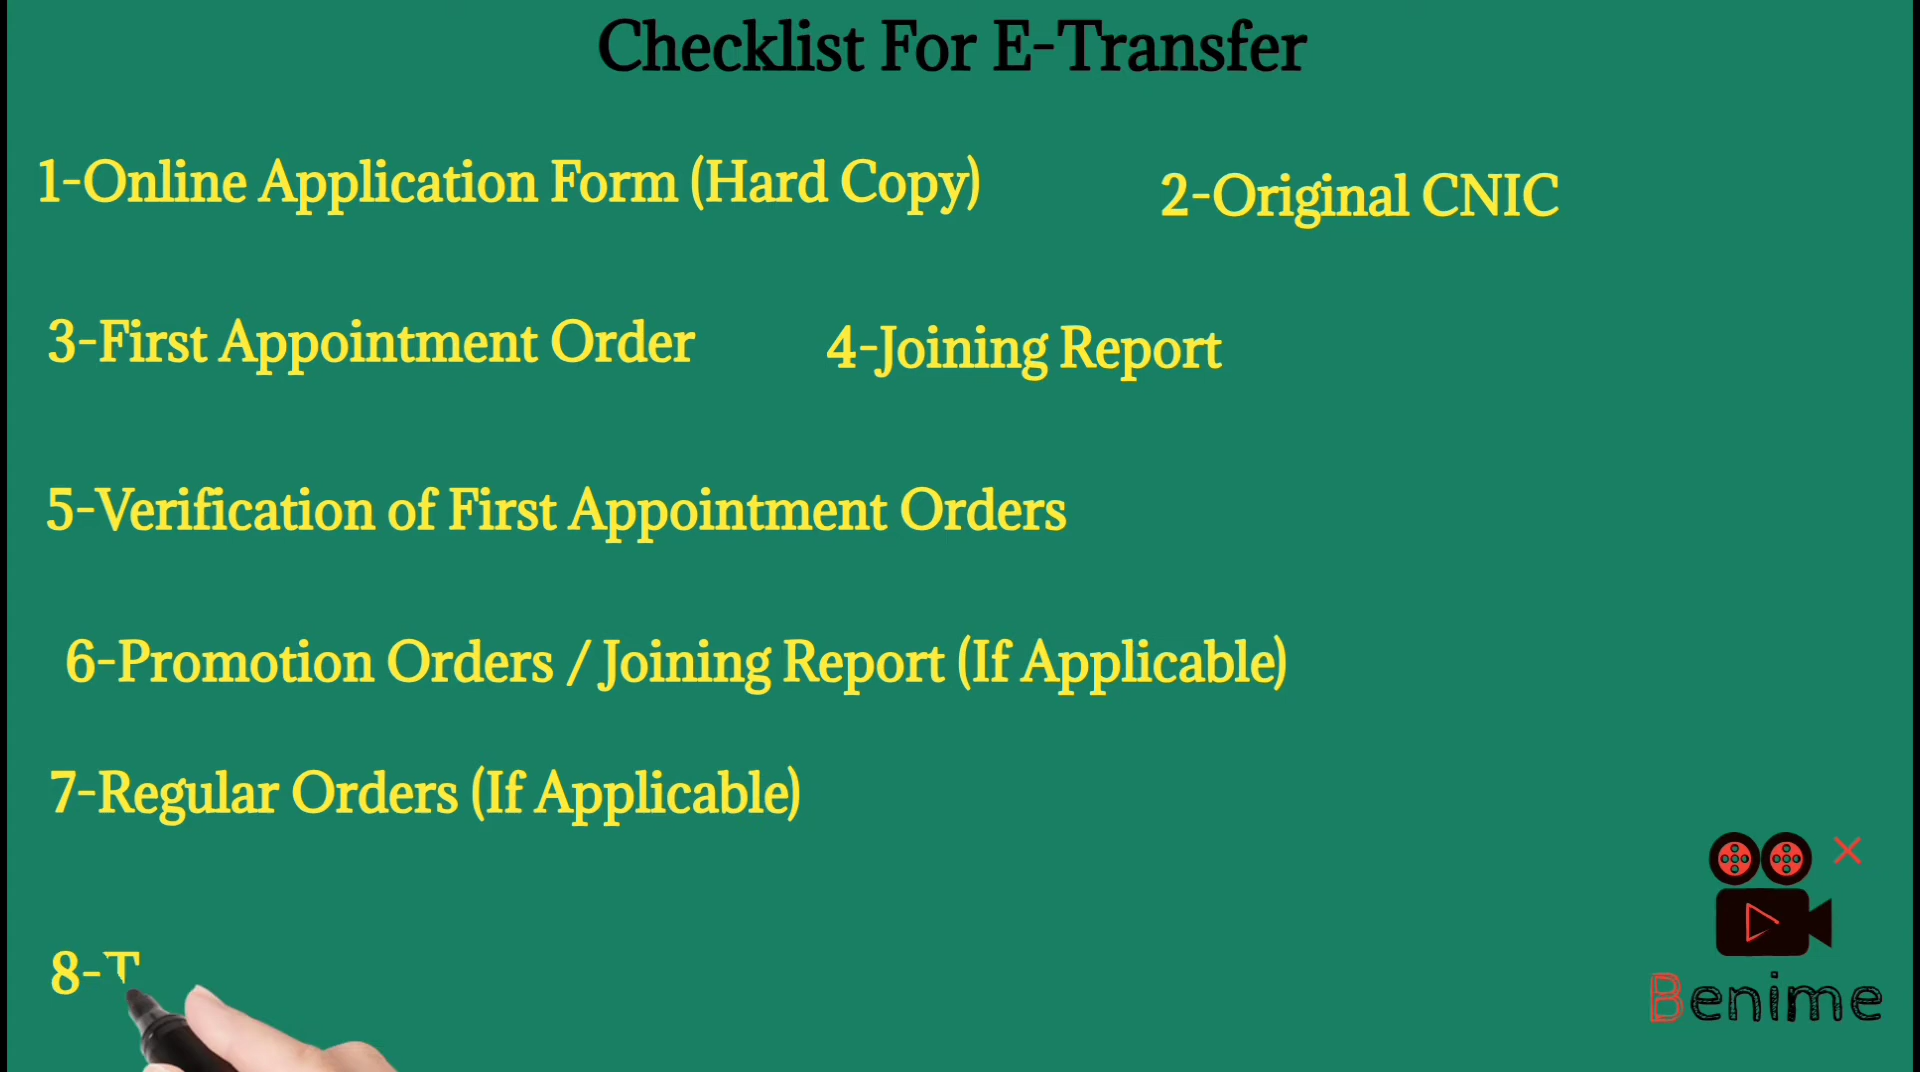 Checklist For E-Transfer
1-Online Application Form (Hard Copy)
2-Original CNIC
3-First Appointment Order
4-Joining Report
5-Verification of First Appointment Orders
6-Promotion Orders / Joining Report (If Applicable)
7-Regular Orders (If Applicable)
8-T
Benime